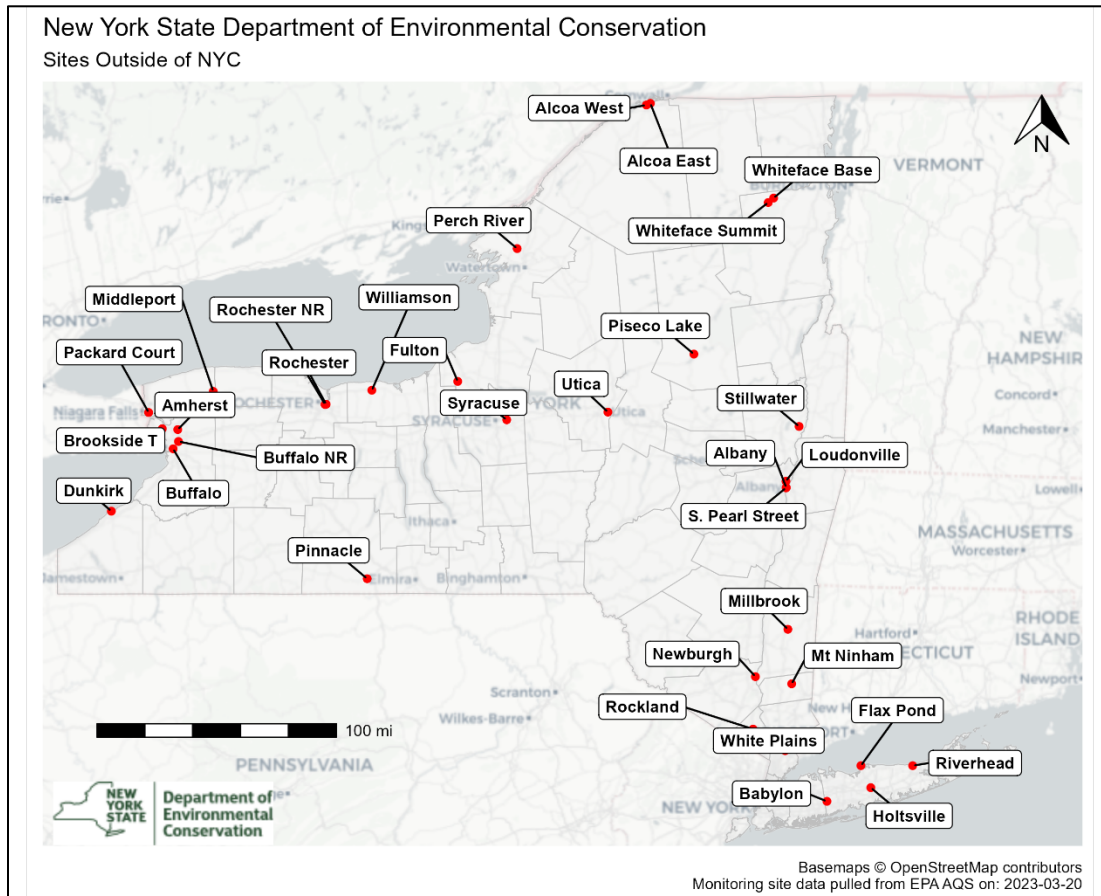 New York State Department of Environmental Conservation
Sites Outside of NYC
Cornwall
Alcoa West
Alcoa East
N
VERMONT
Whiteface Base
BURLINGTON
Whiteface Summit
Perch River
Watertown
Middleport
Rochester NR
Williamson
Piseco Lake
NEW
HAMPSHIRE
Packard Court
Rochester
Fulton
Utica
Stillwater
Concord
Niagara Falls
Amherst
ROCHESTER
Syracuse
SYRACUSE
YORK
Utica
Manchester
Brookside T
Buffalo NR
Albany
Loudonville
Dunkirk
Buffalo
Albany
Lowell
S. Pearl Street
Ithaca
MASSACHUSETTS
Worcester
Pinnacle
Jamestown
Elmira
Binghamton
Millbrook
RHODE
ISLAND
Hartford
Newburgh
Mt Ninham
Newport
Scranton
Rockland
Flax Pond
Wilkes-Barre
100 mi
White Plains
PENNSYLVANIA
Riverhead
NEW
YORK
STATE
Department of
Environmental
Conservation
Babylon
NEW YORK
Holtsville
Basemaps © OpenStreetMap contributors
Monitoring site data pulled from EPA AQS on: 2023-03-20